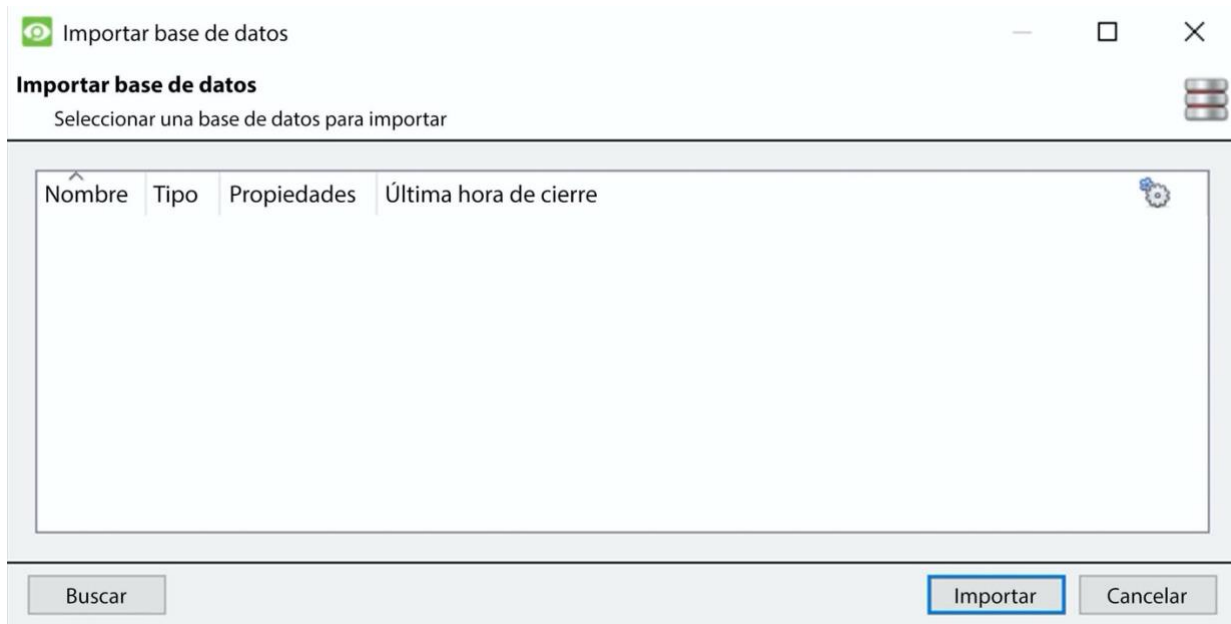 Importar base de datos
Importar base de datos
Seleccionar una base de datos para importar
Nombre Tipo Propiedades Última hora de cierre
Buscar Importar Cancelar